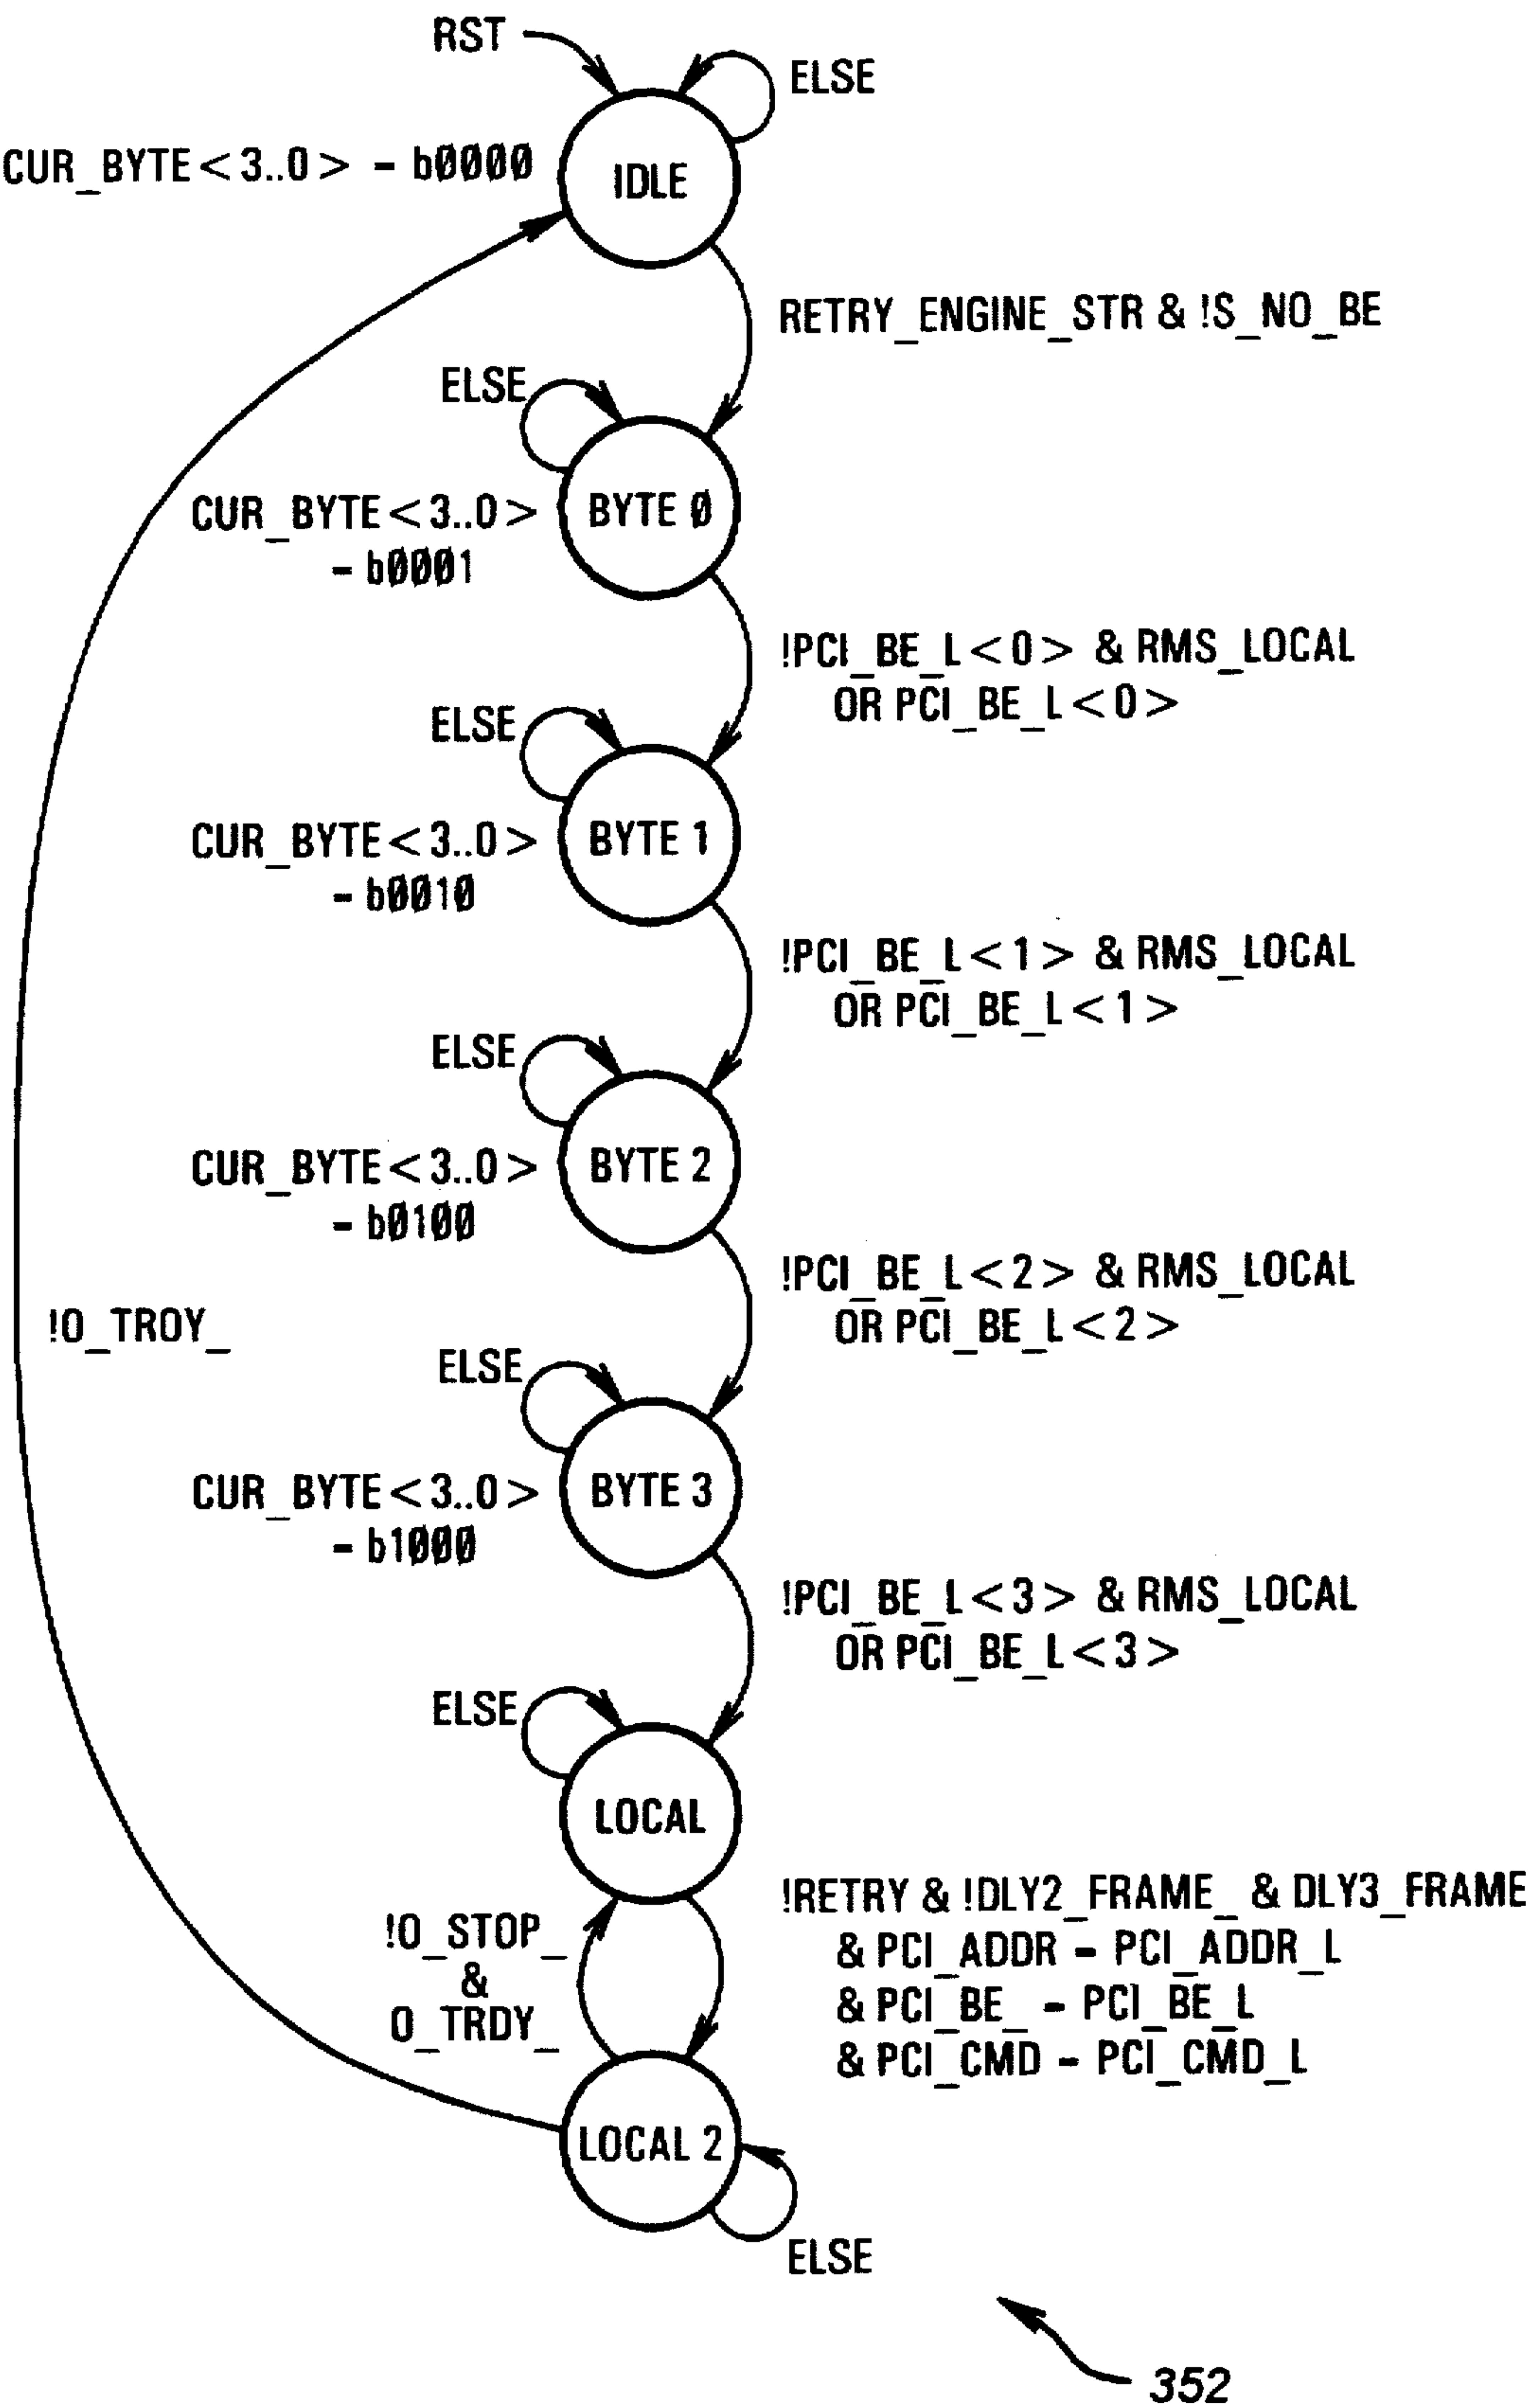 RST
ELSE
CUR_BYTE<3..0> - b0000
IDLE
RETRY_ENGINE_STR & !S_NO_BE
ELSE
CUR_BYTE<3..0>
- b0001
BYTE 0
!PCI_BE_L<0> & RMS_LOCAL
OR PCI_BE_L<0>
ELSE
CUR_BYTE<3..0>
- b0010
BYTE 1
!PCI_BE_L<1> & RMS_LOCAL
OR PCI_BE_L<1>
ELSE
CUR_BYTE<3..0>
- b0100
BYTE 2
!PCI_BE_L<2> & RMS_LOCAL
OR PCI_BE_L<2>
!O_TROY_
ELSE
CUR_BYTE<3..0>
- b1000
BYTE 3
!PCI_BE_L<3> & RMS_LOCAL
OR PCI_BE_L<3>
ELSE
LOCAL
!RETRY & !DLY2_FRAME_ & DLY3_FRAME
& PCI_ADDR - PCI_ADDR_L
& PCI_BE_ - PCI_BE_L
& PCI_CMD - PCI_CMD_L
!O_STOP_
&
O_TRDY_
LOCAL 2
ELSE
352